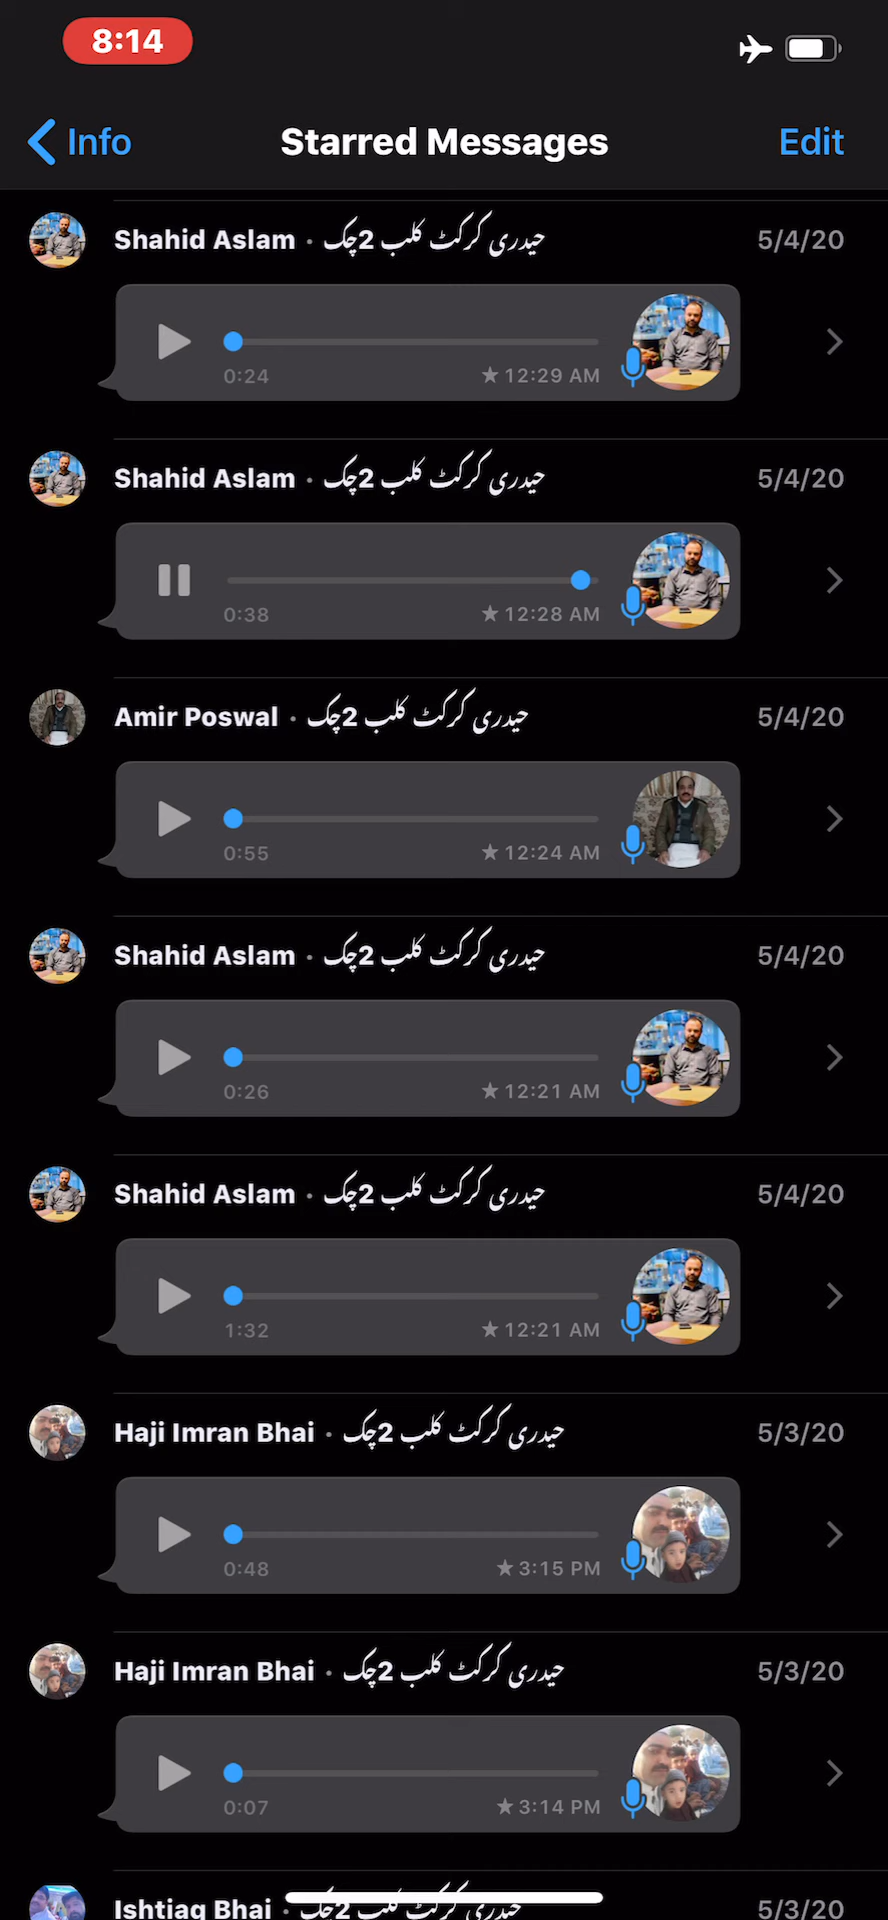 8:14
Info Starred Messages Edit
Shahid Aslam · حیدری کرکٹ کلب 2چک 5/4/20
0:24 ★ 12:29 AM
Shahid Aslam · حیدری کرکٹ کلب 2چک 5/4/20
0:38 ★ 12:28 AM
Amir Poswal · حیدری کرکٹ کلب 2چک 5/4/20
0:55 ★ 12:24 AM
Shahid Aslam · حیدری کرکٹ کلب 2چک 5/4/20
0:26 ★ 12:21 AM
Shahid Aslam · حیدری کرکٹ کلب 2چک 5/4/20
1:32 ★ 12:21 AM
Haji Imran Bhai · حیدری کرکٹ کلب 2چک 5/3/20
0:48 ★ 3:15 PM
Haji Imran Bhai · حیدری کرکٹ کلب 2چک 5/3/20
0:07 ★ 3:14 PM
Ishtiaq Bhai · حیدری کرکٹ کلب 2چک 5/3/20